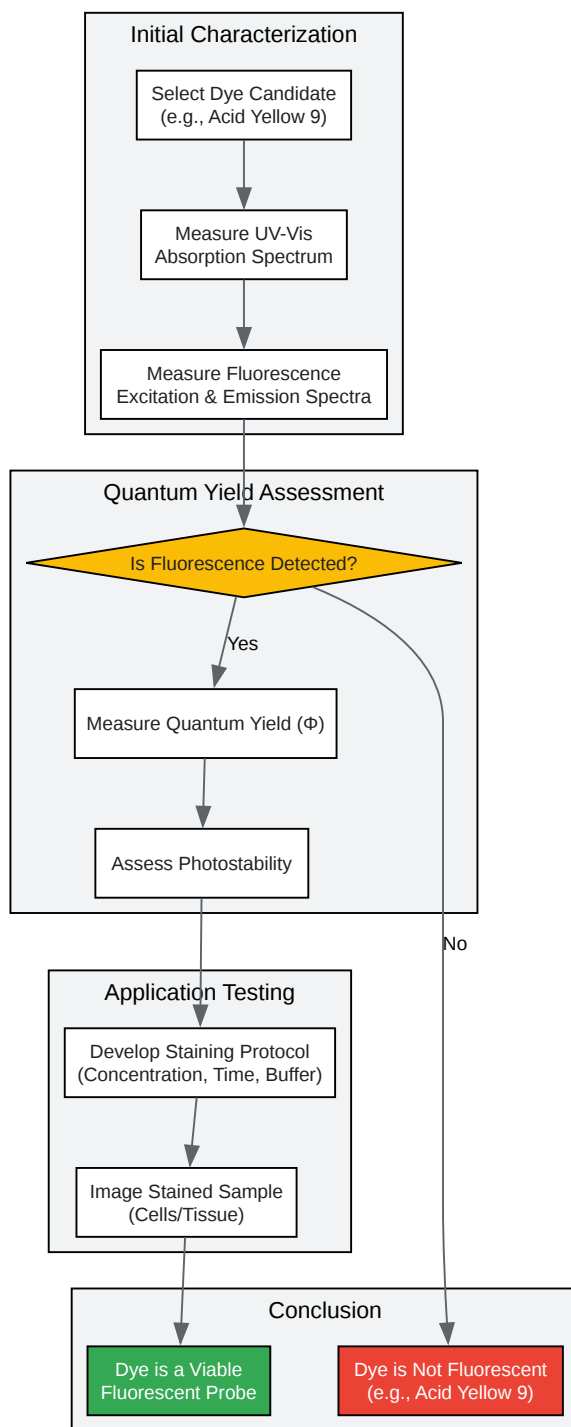 Initial Characterization
Select Dye Candidate
(e.g., Acid Yellow 9)
Measure UV-Vis
Absorption Spectrum
Measure Fluorescence
Excitation & Emission Spectra
Quantum Yield Assessment
Is Fluorescence Detected?
Yes
Measure Quantum Yield (Φ)
Assess Photostability
No
Application Testing
Develop Staining Protocol
(Concentration, Time, Buffer)
Image Stained Sample
(Cells/Tissue)
Conclusion
Dye is a Viable
Fluorescent Probe
Dye is Not Fluorescent
(e.g., Acid Yellow 9)